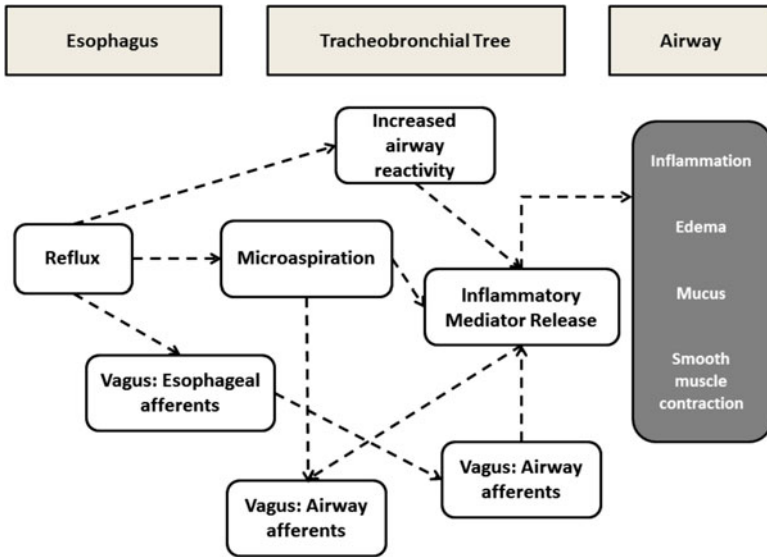 Esophagus
Tracheobronchial Tree
Airway
Increased
airway
reactivity
Inflammation
Reflux
Microaspiration
Edema
Inflammatory
Mediator Release
Mucus
Vagus: Esophageal
afferents
Smooth
muscle
contraction
Vagus: Airway
afferents
Vagus: Airway
afferents